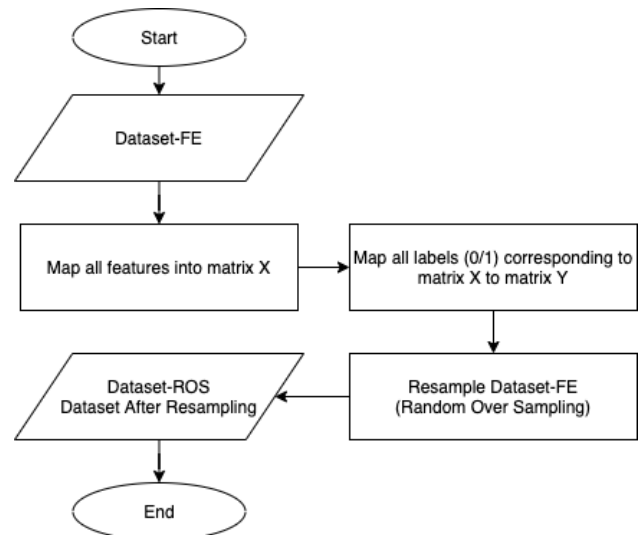 Start
Dataset-FE
Map all features into matrix X
Map all labels (0/1) corresponding to
matrix X to matrix Y
Resample Dataset-FE
(Random Over Sampling)
Dataset-ROS
Dataset After Resampling
End